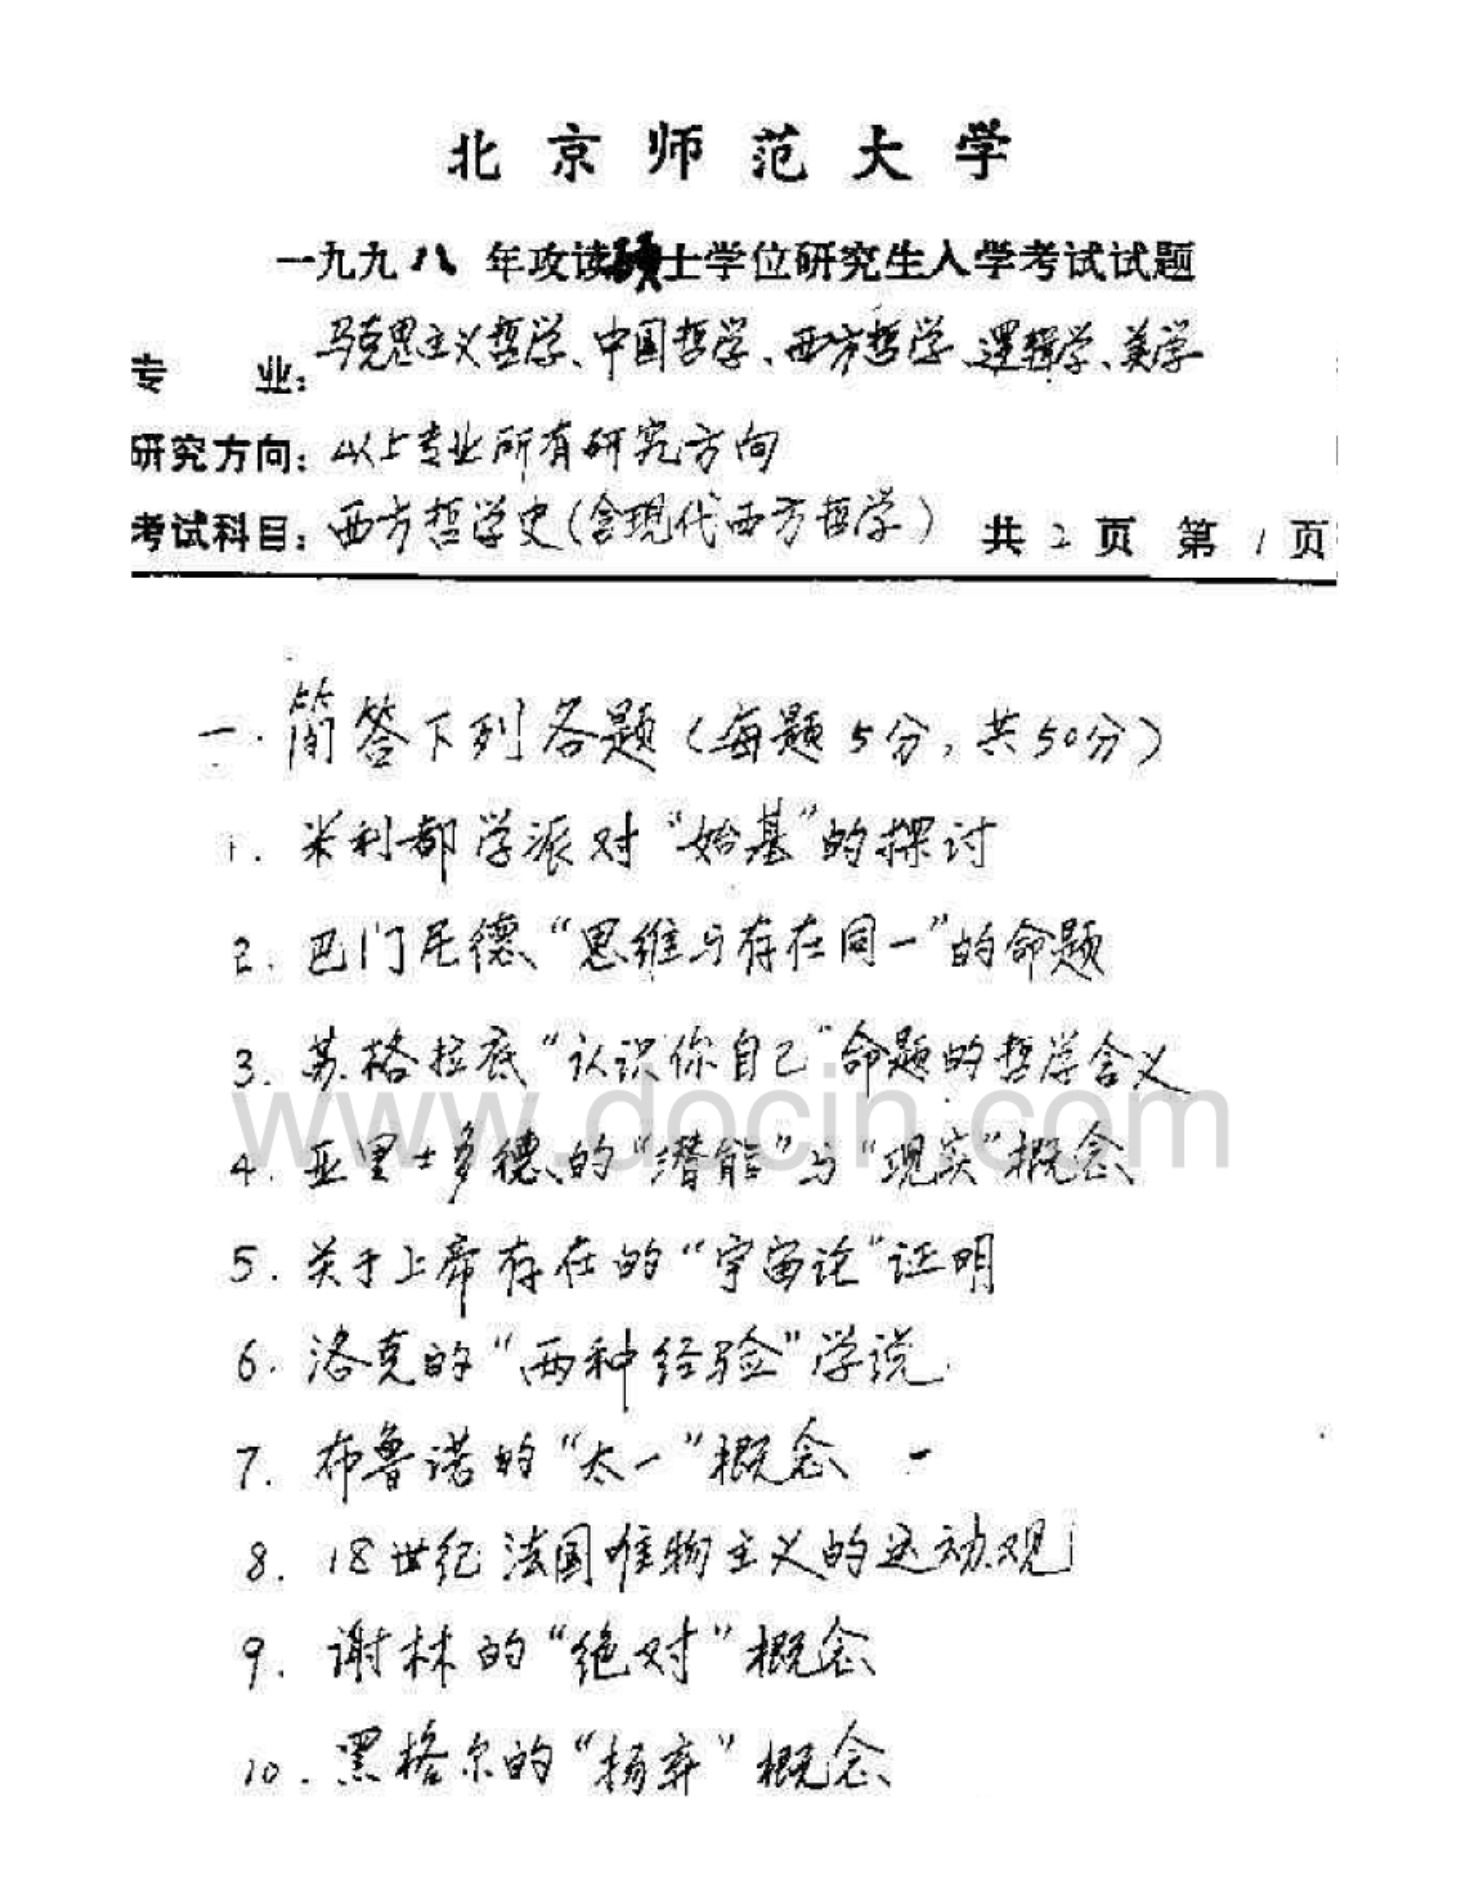 北京师范大学
一九九八年攻读硕士学位研究生入学考试试题
专 业: 马克思主义哲学、中国哲学、西方哲学、逻辑学、美学
研究方向: 以上专业所有研究方向
考试科目: 西方哲学史(含现代西方哲学) 共 2 页 第 1 页
一. 简答下列各题(每题5分,共50分)
1. 米利都学派对“始基”的探讨
2. 巴门尼德“思维与存在同一”的命题
3. 苏格拉底“认识你自己”命题的哲学含义
www.docin.com
4. 亚里士多德的“潜能”与“现实”概念
5. 关于上帝存在的“宇宙论”证明
6. 洛克的“两种经验”学说
7. 布鲁诺的“太一”概念
8. 18世纪法国唯物主义的运动观
9. 谢林的“绝对”概念
10. 黑格尔的“扬弃”概念